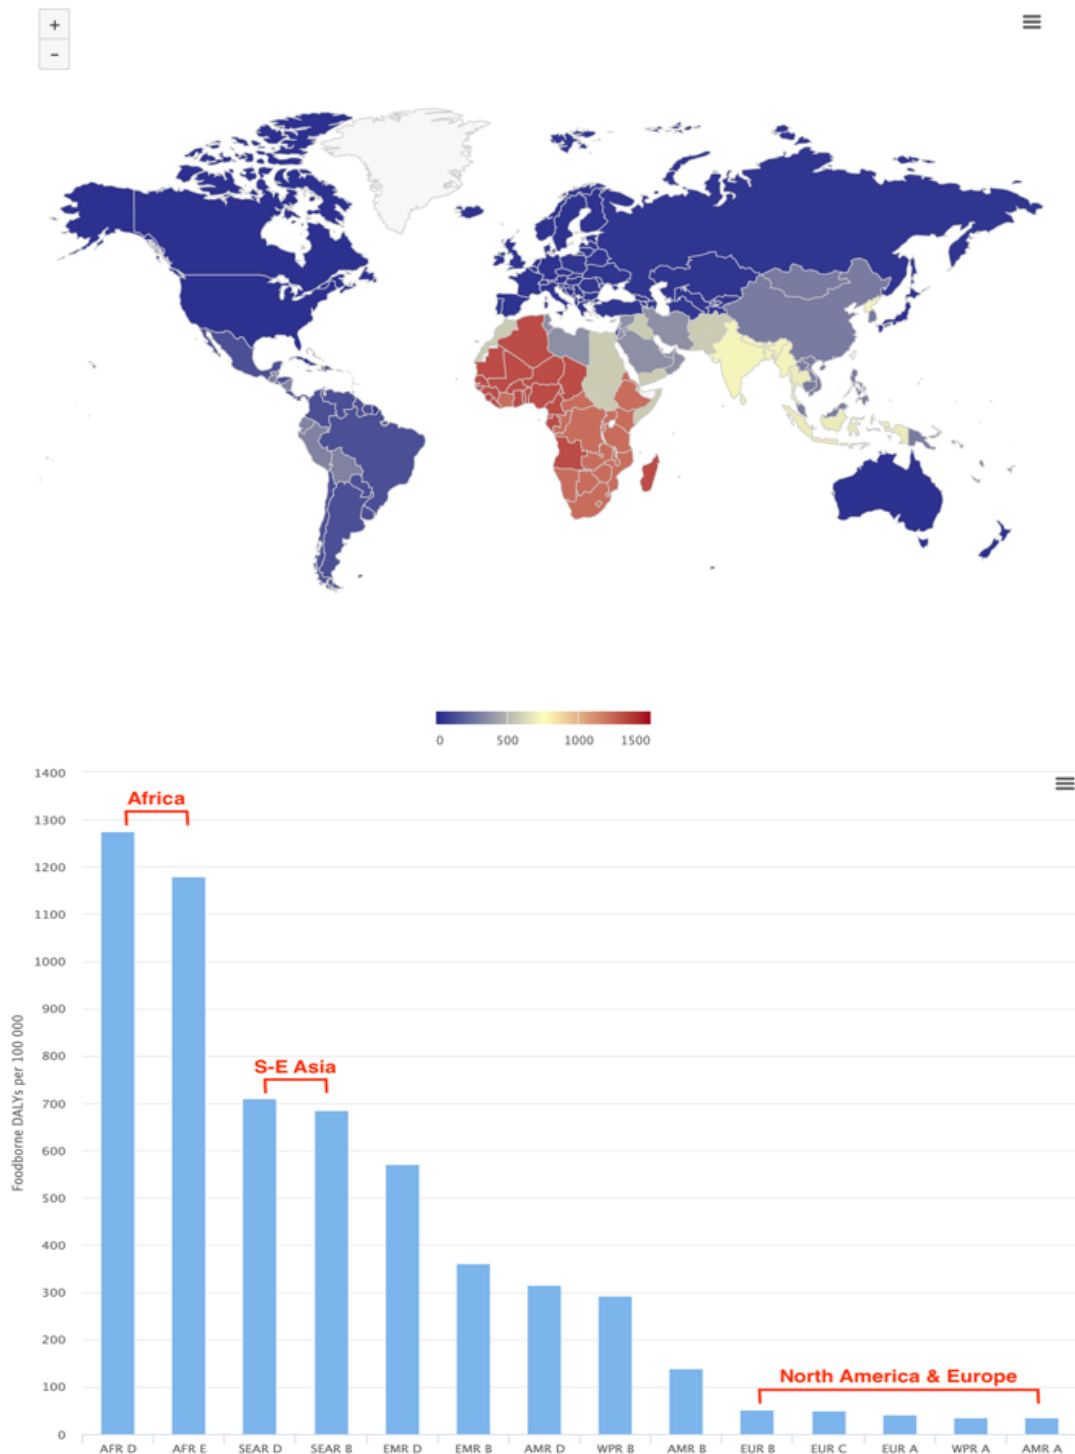 +
-
0 500 1000 1500
1400
Africa
1300
1200
1100
1000
900
800
S-E Asia
700
600
500
400
300
200
North America & Europe
100
0
Foodborne DALYs per 100 000
AFR D AFR E SEAR D SEAR B EMR D EMR B AMR D WPR B AMR B EUR B EUR C EUR A WPR A AMR A